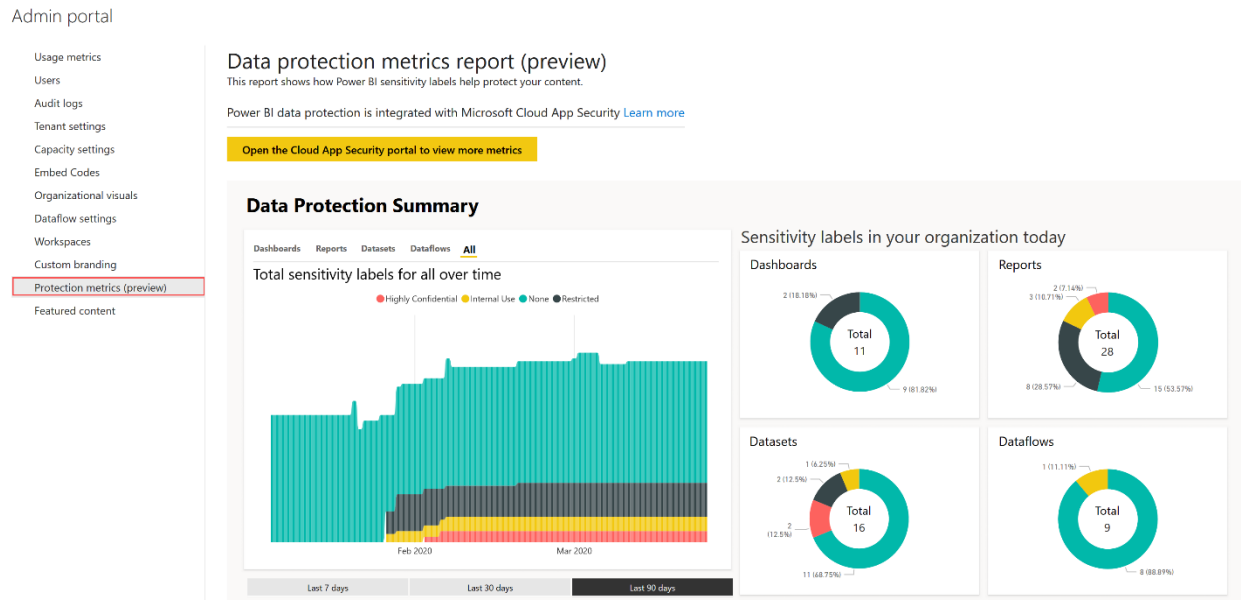 Admin portal
Usage metrics
Users
Audit logs
Tenant settings
Capacity settings
Embed Codes
Organizational visuals
Dataflow settings
Workspaces
Custom branding
Protection metrics (preview)
Featured content
Data protection metrics report (preview)
This report shows how Power BI sensitivity labels help protect your content.
Power BI data protection is integrated with Microsoft Cloud App Security Learn more
Open the Cloud App Security portal to view more metrics
Data Protection Summary
Dashboards Reports Datasets Dataflows All
Total sensitivity labels for all over time
Highly Confidential Internal Use None Restricted
Feb 2020 Mar 2020
Last 7 days Last 30 days Last 90 days
Sensitivity labels in your organization today
Dashboards
2 (18.18%)
Total
11
9 (81.82%)
Reports
2 (7.14%)
3 (10.71%)
Total
28
8 (28.57%)
15 (53.57%)
Datasets
1 (6.25%)
2 (12.5%)
Total
16
2
(12.5%)
11 (68.75%)
Dataflows
1 (11.11%)
Total
9
8 (88.89%)